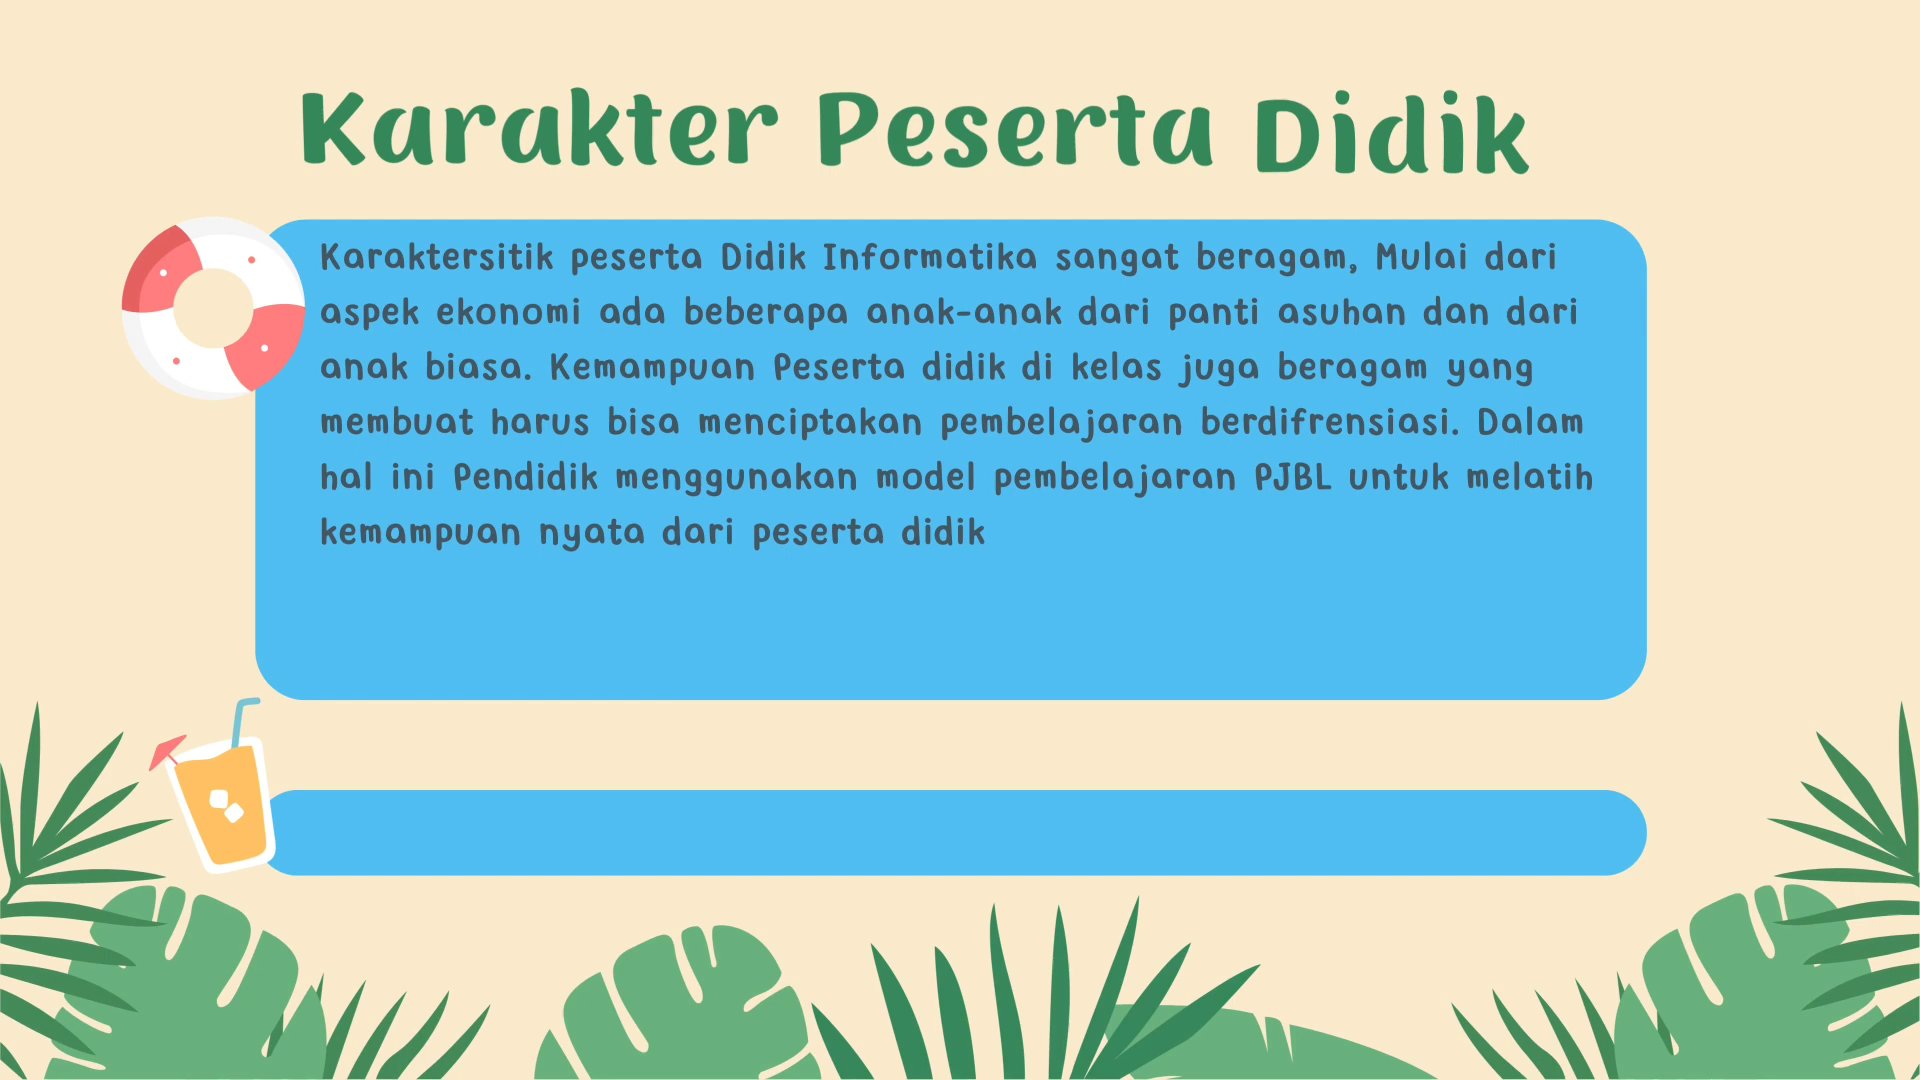 Karakter Peserta Didik
Karaktersitik peserta Didik Informatika sangat beragam, Mulai dari
aspek ekonomi ada beberapa anak-anak dari panti asuhan dan dari
anak biasa. Kemampuan Peserta didik di kelas juga beragam yang
membuat harus bisa menciptakan pembelajaran berdifrensiasi. Dalam
hal ini Pendidik menggunakan model pembelajaran PJBL untuk melatih
kemampuan nyata dari peserta didik